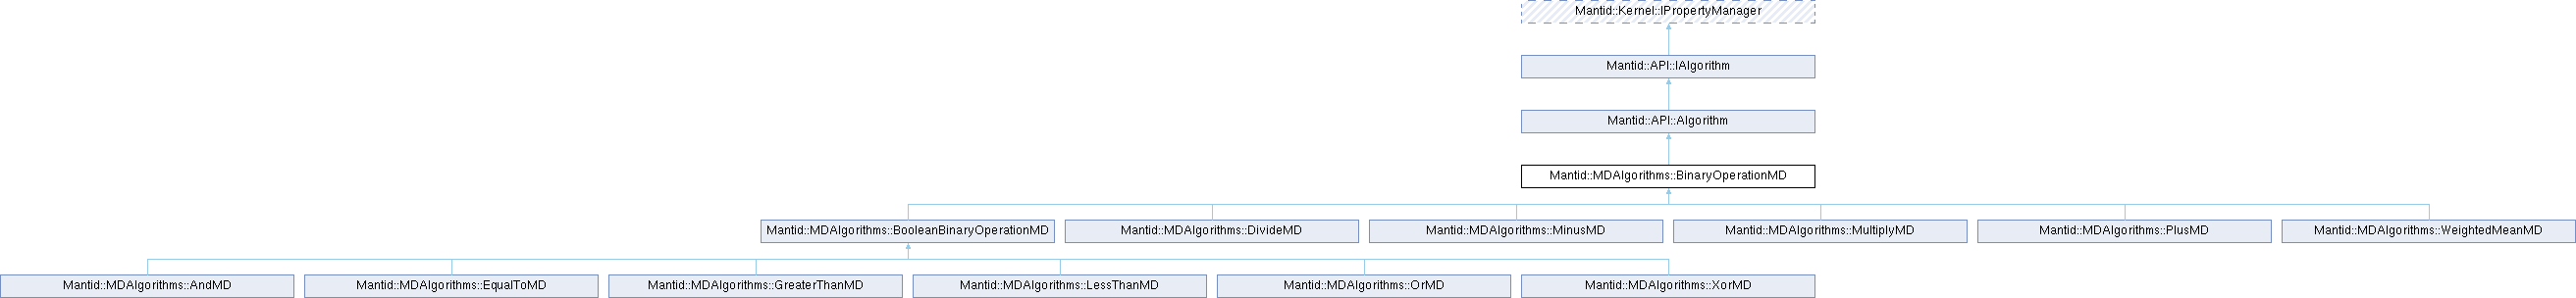 Mantid::Kernel::IPropertyManager
Mantid::API::IAlgorithm
Mantid::API::Algorithm
Mantid::MDAlgorithms::BinaryOperationMD
Mantid::MDAlgorithms::BooleanBinaryOperationMD
Mantid::MDAlgorithms::DivideMD
Mantid::MDAlgorithms::MinusMD
Mantid::MDAlgorithms::MultiplyMD
Mantid::MDAlgorithms::PlusMD
Mantid::MDAlgorithms::WeightedMeanMD
Mantid::MDAlgorithms::AndMD
Mantid::MDAlgorithms::EqualToMD
Mantid::MDAlgorithms::GreaterThanMD
Mantid::MDAlgorithms::LessThanMD
Mantid::MDAlgorithms::OrMD
Mantid::MDAlgorithms::XorMD